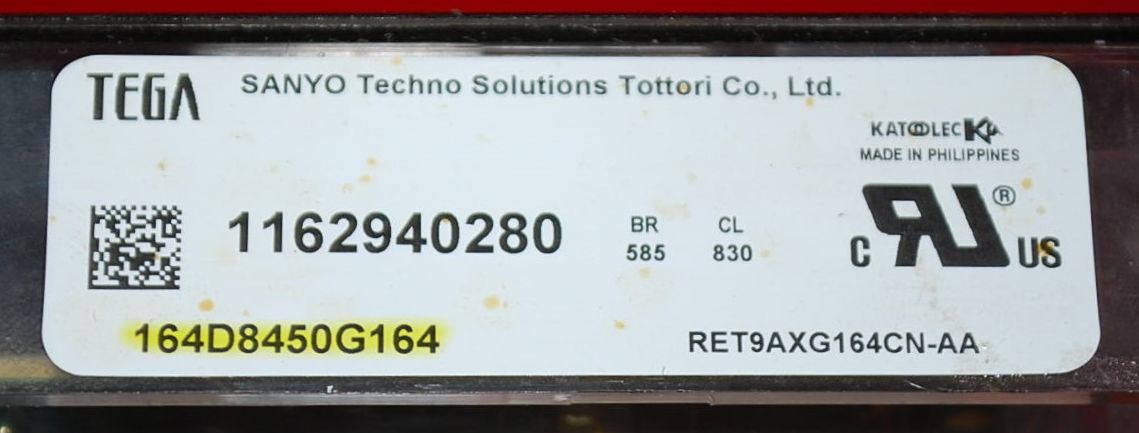 TEGA
SANYO Techno Solutions Tottori Co., Ltd.
KATOLEC
MADE IN PHILIPPINES
1162940280
BR CL
585 830
C US
164D8450G164
RET9AXG164CN-AA